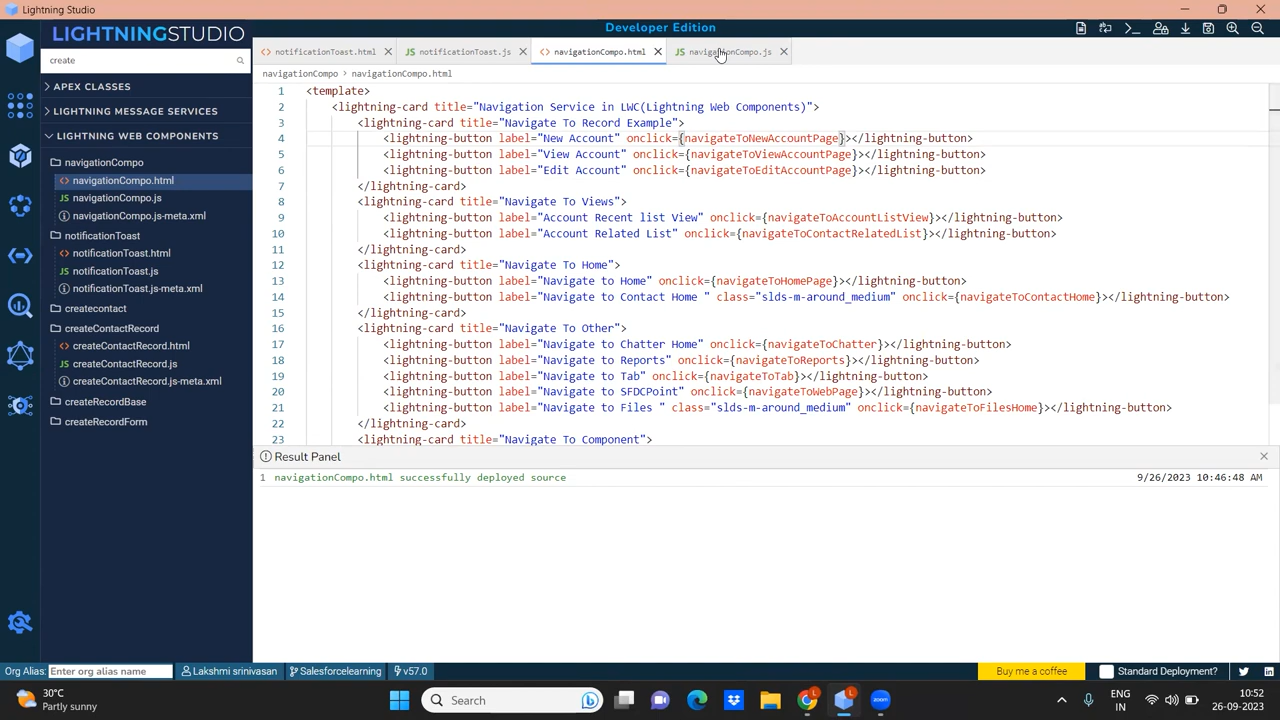 Lightning Studio
LIGHTNINGSTUDIO
Developer Edition
create
notificationToast.html
notificationToast.js
navigationCompo.html
navigationCompo.js
navigationCompo > navigationCompo.html
APEX CLASSES
LIGHTNING MESSAGE SERVICES
LIGHTNING WEB COMPONENTS
navigationCompo
<> navigationCompo.html
JS navigationCompo.js
navigationCompo.js-meta.xml
notificationToast
<> notificationToast.html
JS notificationToast.js
notificationToast.js-meta.xml
createcontact
createContactRecord
<> createContactRecord.html
JS createContactRecord.js
createContactRecord.js-meta.xml
createRecordBase
createRecordForm
1 <template>
2 <lightning-card title="Navigation Service in LWC(Lightning Web Components)">
3 <lightning-card title="Navigate To Record Example">
4 <lightning-button label="New Account" onclick={navigateToNewAccountPage}></lightning-button>
5 <lightning-button label="View Account" onclick={navigateToViewAccountPage}></lightning-button>
6 <lightning-button label="Edit Account" onclick={navigateToEditAccountPage}></lightning-button>
7 </lightning-card>
8 <lightning-card title="Navigate To Views">
9 <lightning-button label="Account Recent list View" onclick={navigateToAccountListView}></lightning-button>
10 <lightning-button label="Account Related List" onclick={navigateToContactRelatedList}></lightning-button>
11 </lightning-card>
12 <lightning-card title="Navigate To Home">
13 <lightning-button label="Navigate to Home" onclick={navigateToHomePage}></lightning-button>
14 <lightning-button label="Navigate to Contact Home " class="slds-m-around_medium" onclick={navigateToContactHome}></lightning-button>
15 </lightning-card>
16 <lightning-card title="Navigate To Other">
17 <lightning-button label="Navigate to Chatter Home" onclick={navigateToChatter}></lightning-button>
18 <lightning-button label="Navigate to Reports" onclick={navigateToReports}></lightning-button>
19 <lightning-button label="Navigate to Tab" onclick={navigateToTab}></lightning-button>
20 <lightning-button label="Navigate to SFDCPoint" onclick={navigateToWebPage}></lightning-button>
21 <lightning-button label="Navigate to Files " class="slds-m-around_medium" onclick={navigateToFilesHome}></lightning-button>
22 </lightning-card>
23 <lightning-card title="Navigate To Component">
Result Panel
1 navigationCompo.html successfully deployed source 9/26/2023 10:46:48 AM
Org Alias: Enter org alias name Lakshmi srinivasan Salesforcelearning v57.0 Buy me a coffee Standard Deployment?
30°C
Partly sunny
Search
zoom
ENG
IN
10:52
26-09-2023